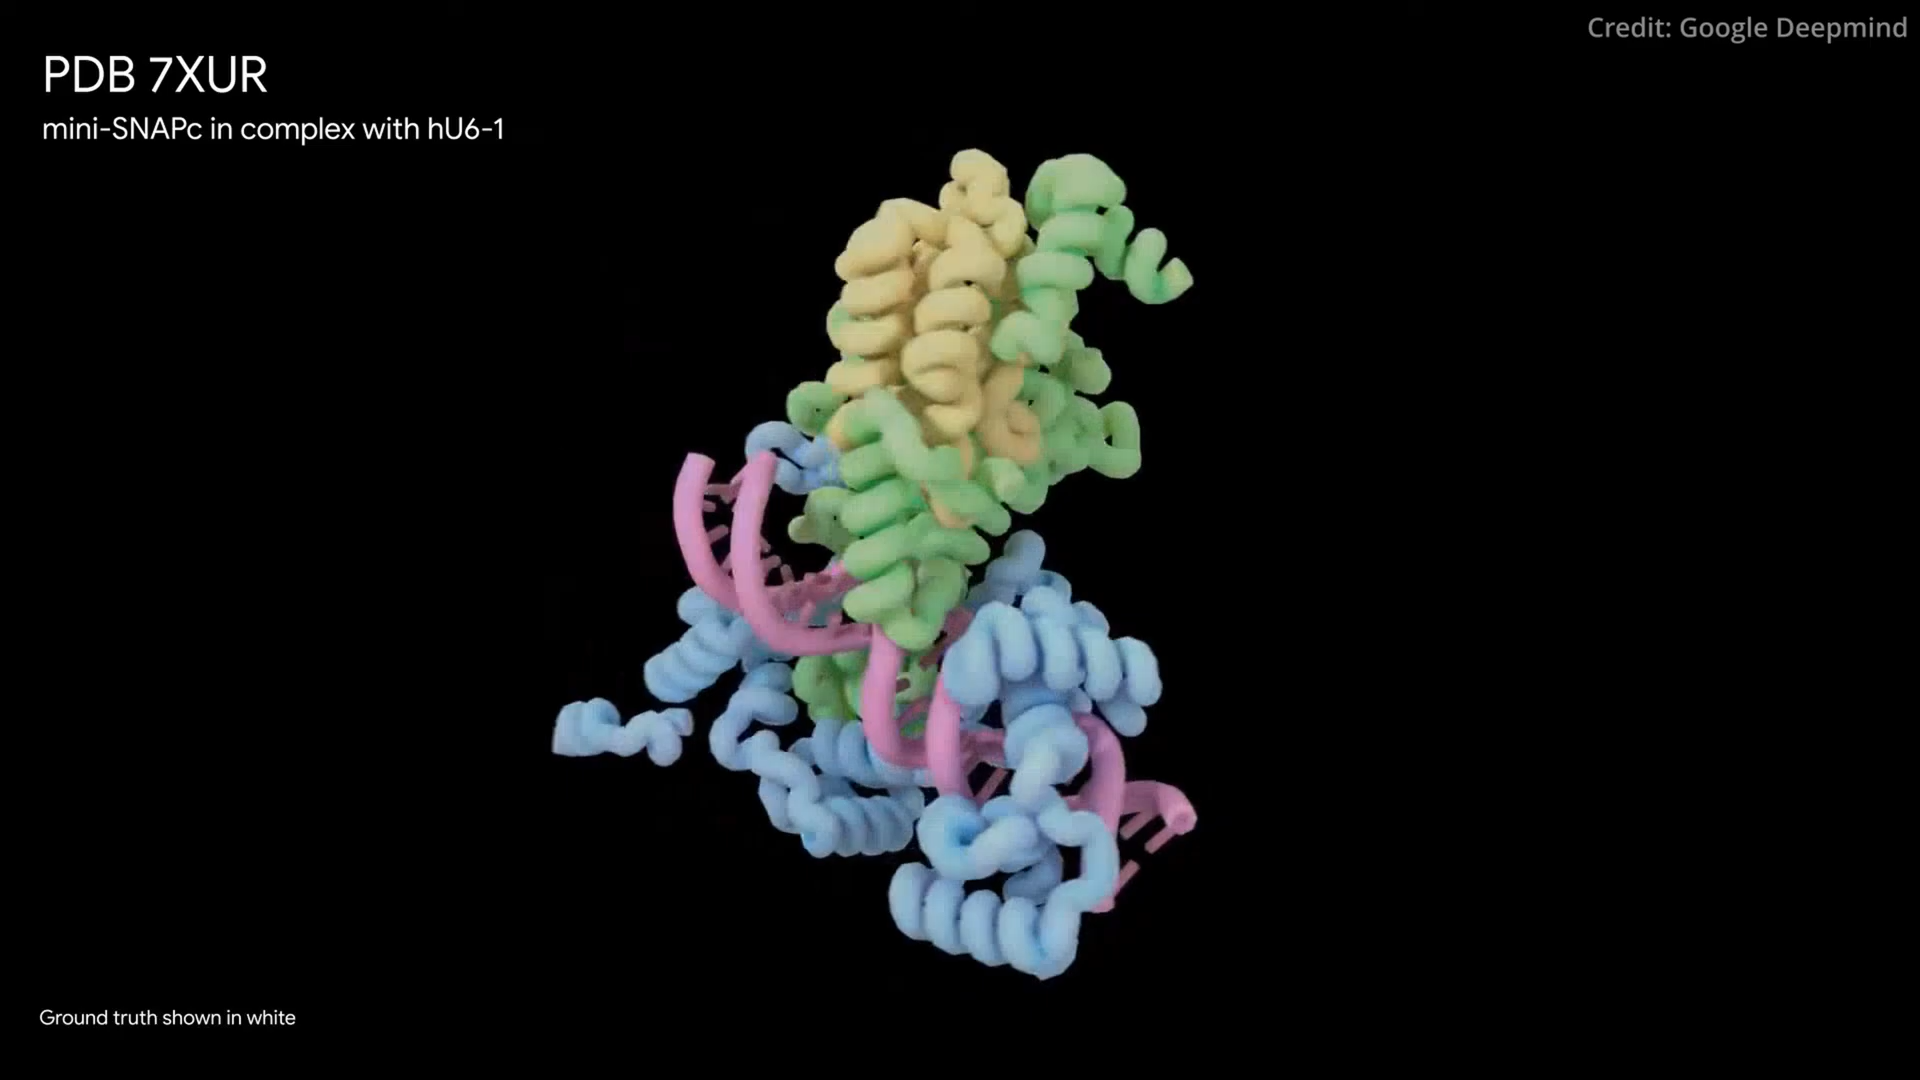 Credit: Google Deepmind
PDB 7XUR
mini-SNAPc in complex with hU6-1
Ground truth shown in white